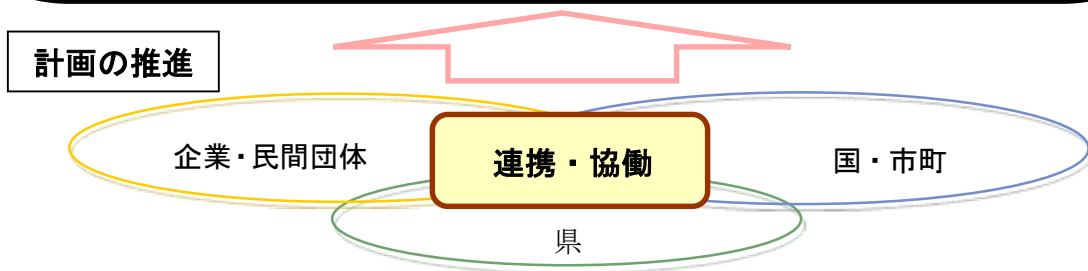 計画の推進
企業・民間団体
連携・協働
国・市町
県